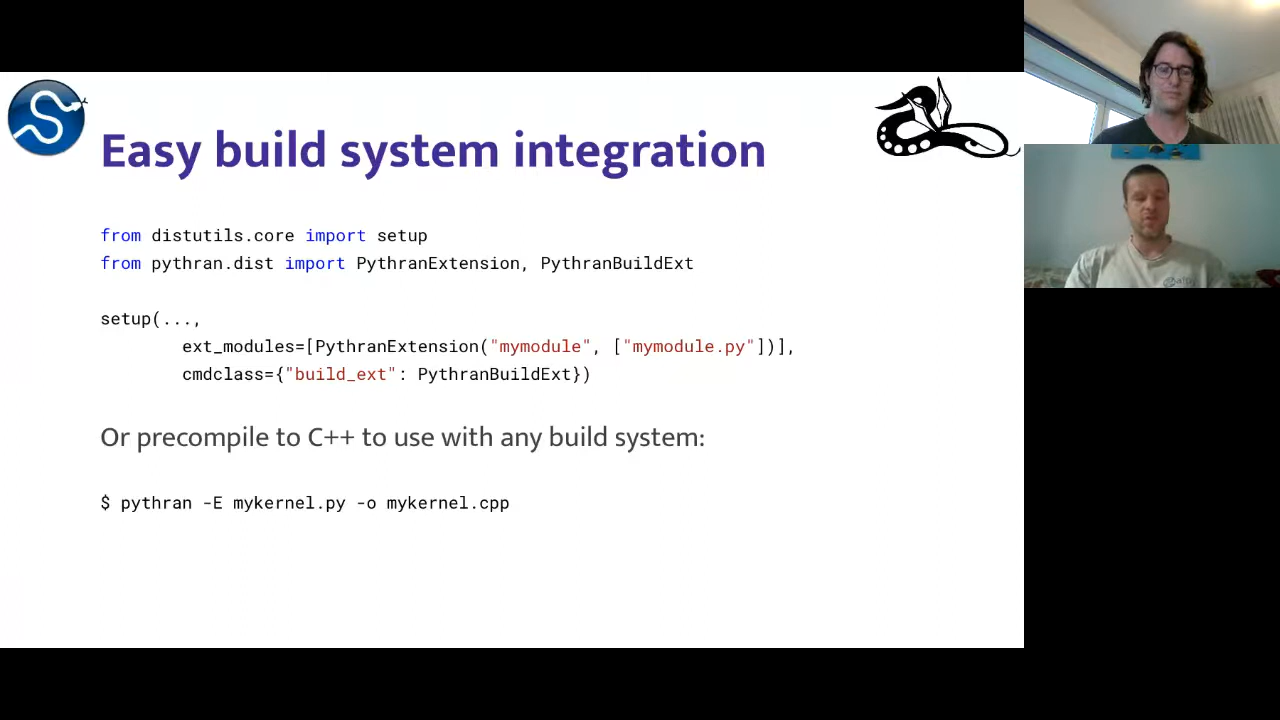 Easy build system integration
from distutils.core import setup
from pythran.dist import PythranExtension, PythranBuildExt
setup(...,
ext_modules=[PythranExtension("mymodule", ["mymodule.py"])],
cmdclass={"build_ext": PythranBuildExt})
Or precompile to C++ to use with any build system:
$ pythran -E mykernel.py -o mykernel.cpp